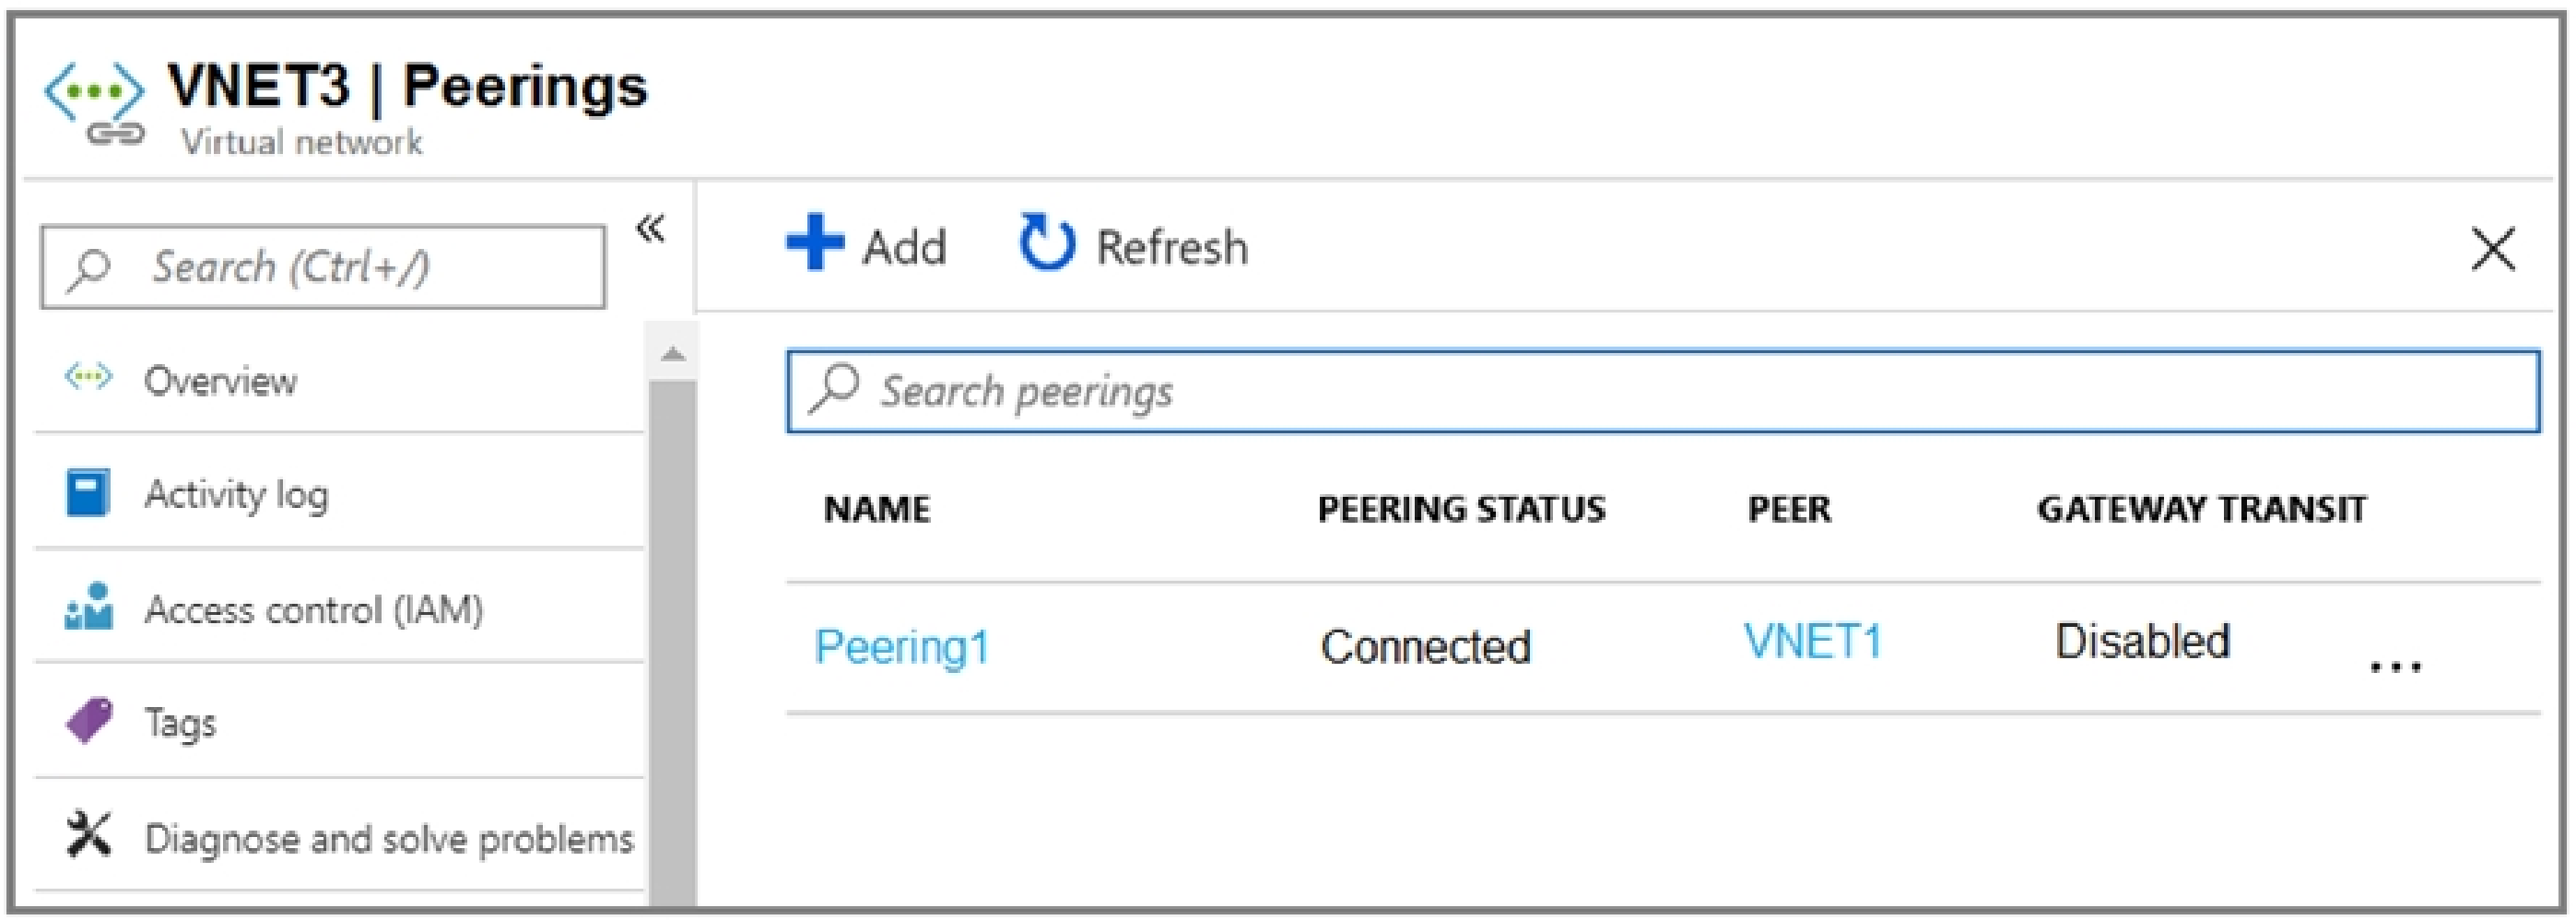 VNET3 | Peerings
Virtual network
Search (Ctrl+/)
«
Overview
Activity log
Access control (IAM)
Tags
Diagnose and solve problems
Add Refresh
Search peerings
NAME PEERING STATUS PEER GATEWAY TRANSIT
Peering1 Connected VNET1 Disabled ...